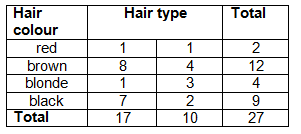 Hair colour Hair type Total
red 1 1 2
brown 8 4 12
blonde 1 3 4
black 7 2 9
Total 17 10 27